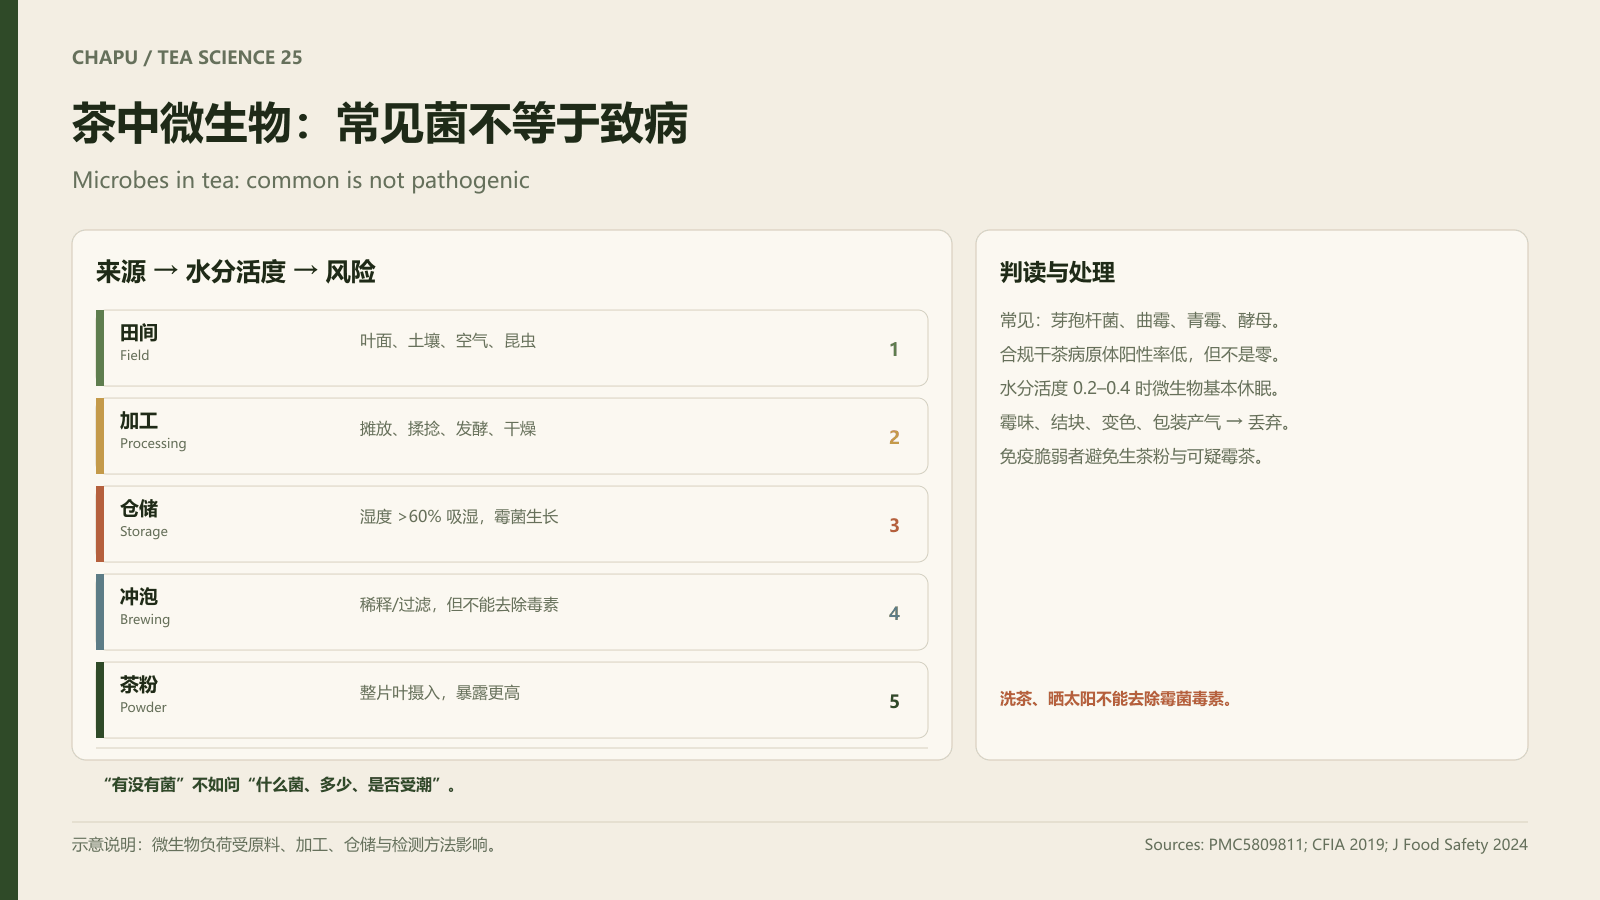 CHAPU / TEA SCIENCE 25
茶中微生物：常见菌不等于致病
Microbes in tea: common is not pathogenic
来源 → 水分活度 → 风险
田间
Field
叶面、土壤、空气、昆虫
1
加工
Processing
摊放、揉捻、发酵、干燥
2
仓储
Storage
湿度 >60% 吸湿，霉菌生长
3
冲泡
Brewing
稀释/过滤，但不能去除毒素
4
茶粉
Powder
整片叶摄入，暴露更高
5
“有没有菌”不如问“什么菌、多少、是否受潮”。
判读与处理
常见：芽孢杆菌、曲霉、青霉、酵母。
合规干茶病原体阳性率低，但不是零。
水分活度 0.2–0.4 时微生物基本休眠。
霉味、结块、变色、包装产气 → 丢弃。
免疫脆弱者避免生茶粉与可疑霉茶。
洗茶、晒太阳不能去除霉菌毒素。
示意说明：微生物负荷受原料、加工、仓储与检测方法影响。
Sources: PMC5809811; CFIA 2019; J Food Safety 2024